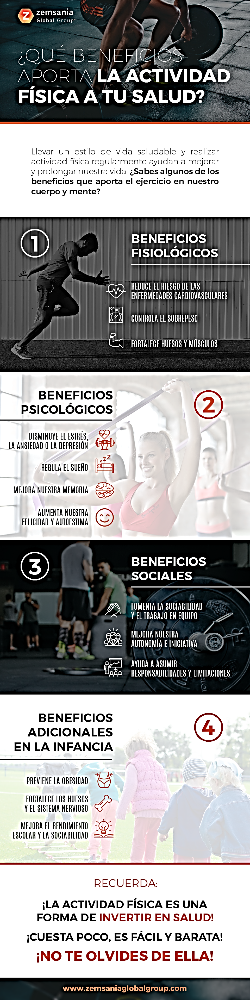 zemsania
Global Group
¿QUÉ BENEFICIOS
APORTA LA ACTIVIDAD
FÍSICA A TU SALUD?
Llevar un estilo de vida saludable y realizar
actividad física regularmente ayudan a mejorar
y prolongar nuestra vida. ¿Sabes algunos de los
beneficios que aporta el ejercicio en nuestro
cuerpo y mente?
1
BENEFICIOS
FISIOLÓGICOS
REDUCE EL RIESGO DE LAS
ENFERMEDADES CARDIOVASCULARES
CONTROLA EL SOBREPESO
FORTALECE HUESOS Y MÚSCULOS
BENEFICIOS
PSICOLÓGICOS
2
DISMINUYE EL ESTRÉS,
LA ANSIEDAD O LA DEPRESIÓN
zzZ
REGULA EL SUEÑO
MEJORA NUESTRA MEMORIA
AUMENTA NUESTRA
FELICIDAD Y AUTOESTIMA
3
BENEFICIOS
SOCIALES
FOMENTA LA SOCIABILIDAD
Y EL TRABAJO EN EQUIPO
MEJORA NUESTRA
AUTONOMÍA E INICIATIVA
AYUDA A ASUMIR
RESPONSABILIDADES Y LIMITACIONES
BENEFICIOS
ADICIONALES
EN LA INFANCIA
4
PREVIENE LA OBESIDAD
FORTALECE LOS HUESOS
Y EL SISTEMA NERVIOSO
MEJORA EL RENDIMIENTO
ESCOLAR Y LA SOCIABILIDAD
RECUERDA:
¡LA ACTIVIDAD FÍSICA ES UNA
FORMA DE INVERTIR EN SALUD!
¡CUESTA POCO, ES FÁCIL Y BARATA!
¡NO TE OLVIDES DE ELLA!
www.zemsaniaglobalgroup.com